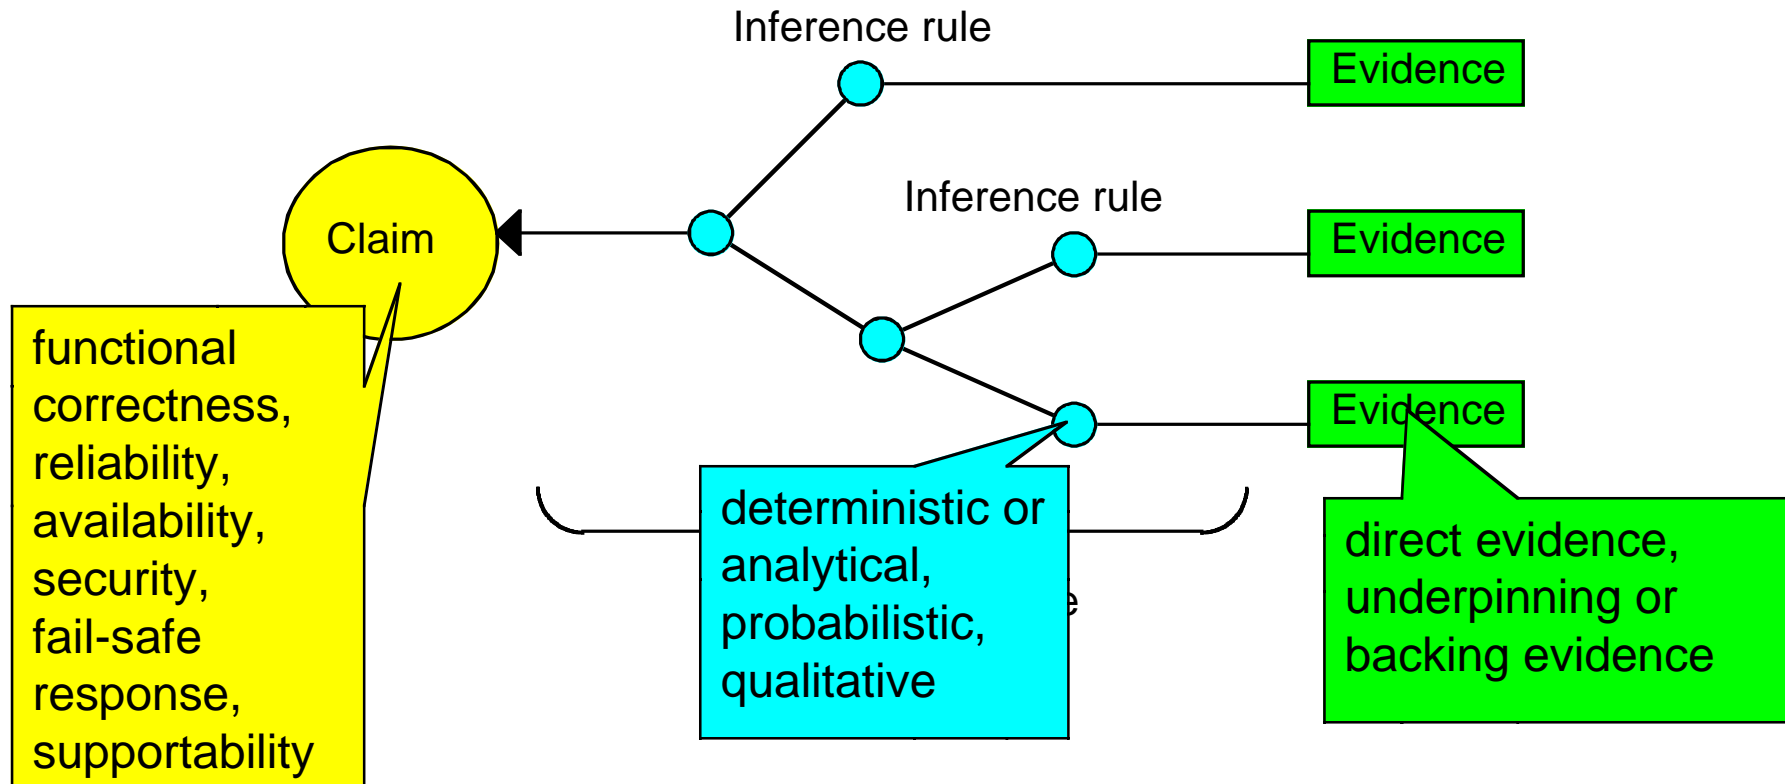 Inference rule
Evidence
Inference rule
Evidence
Claim
Evidence
functional
correctness,
reliability,
availability,
security,
fail-safe
response,
supportability
deterministic or
analytical,
probabilistic,
qualitative
direct evidence,
underpinning or
backing evidence